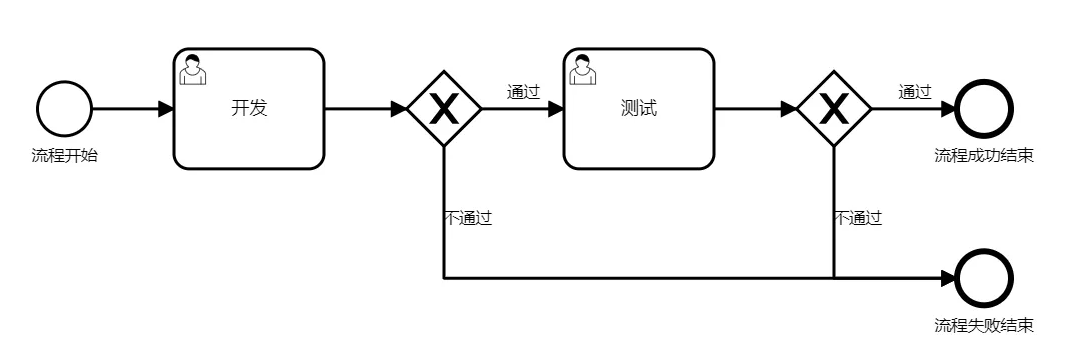 开发
通过
测试
通过
流程开始
流程成功结束
不通过
不通过
流程失败结束